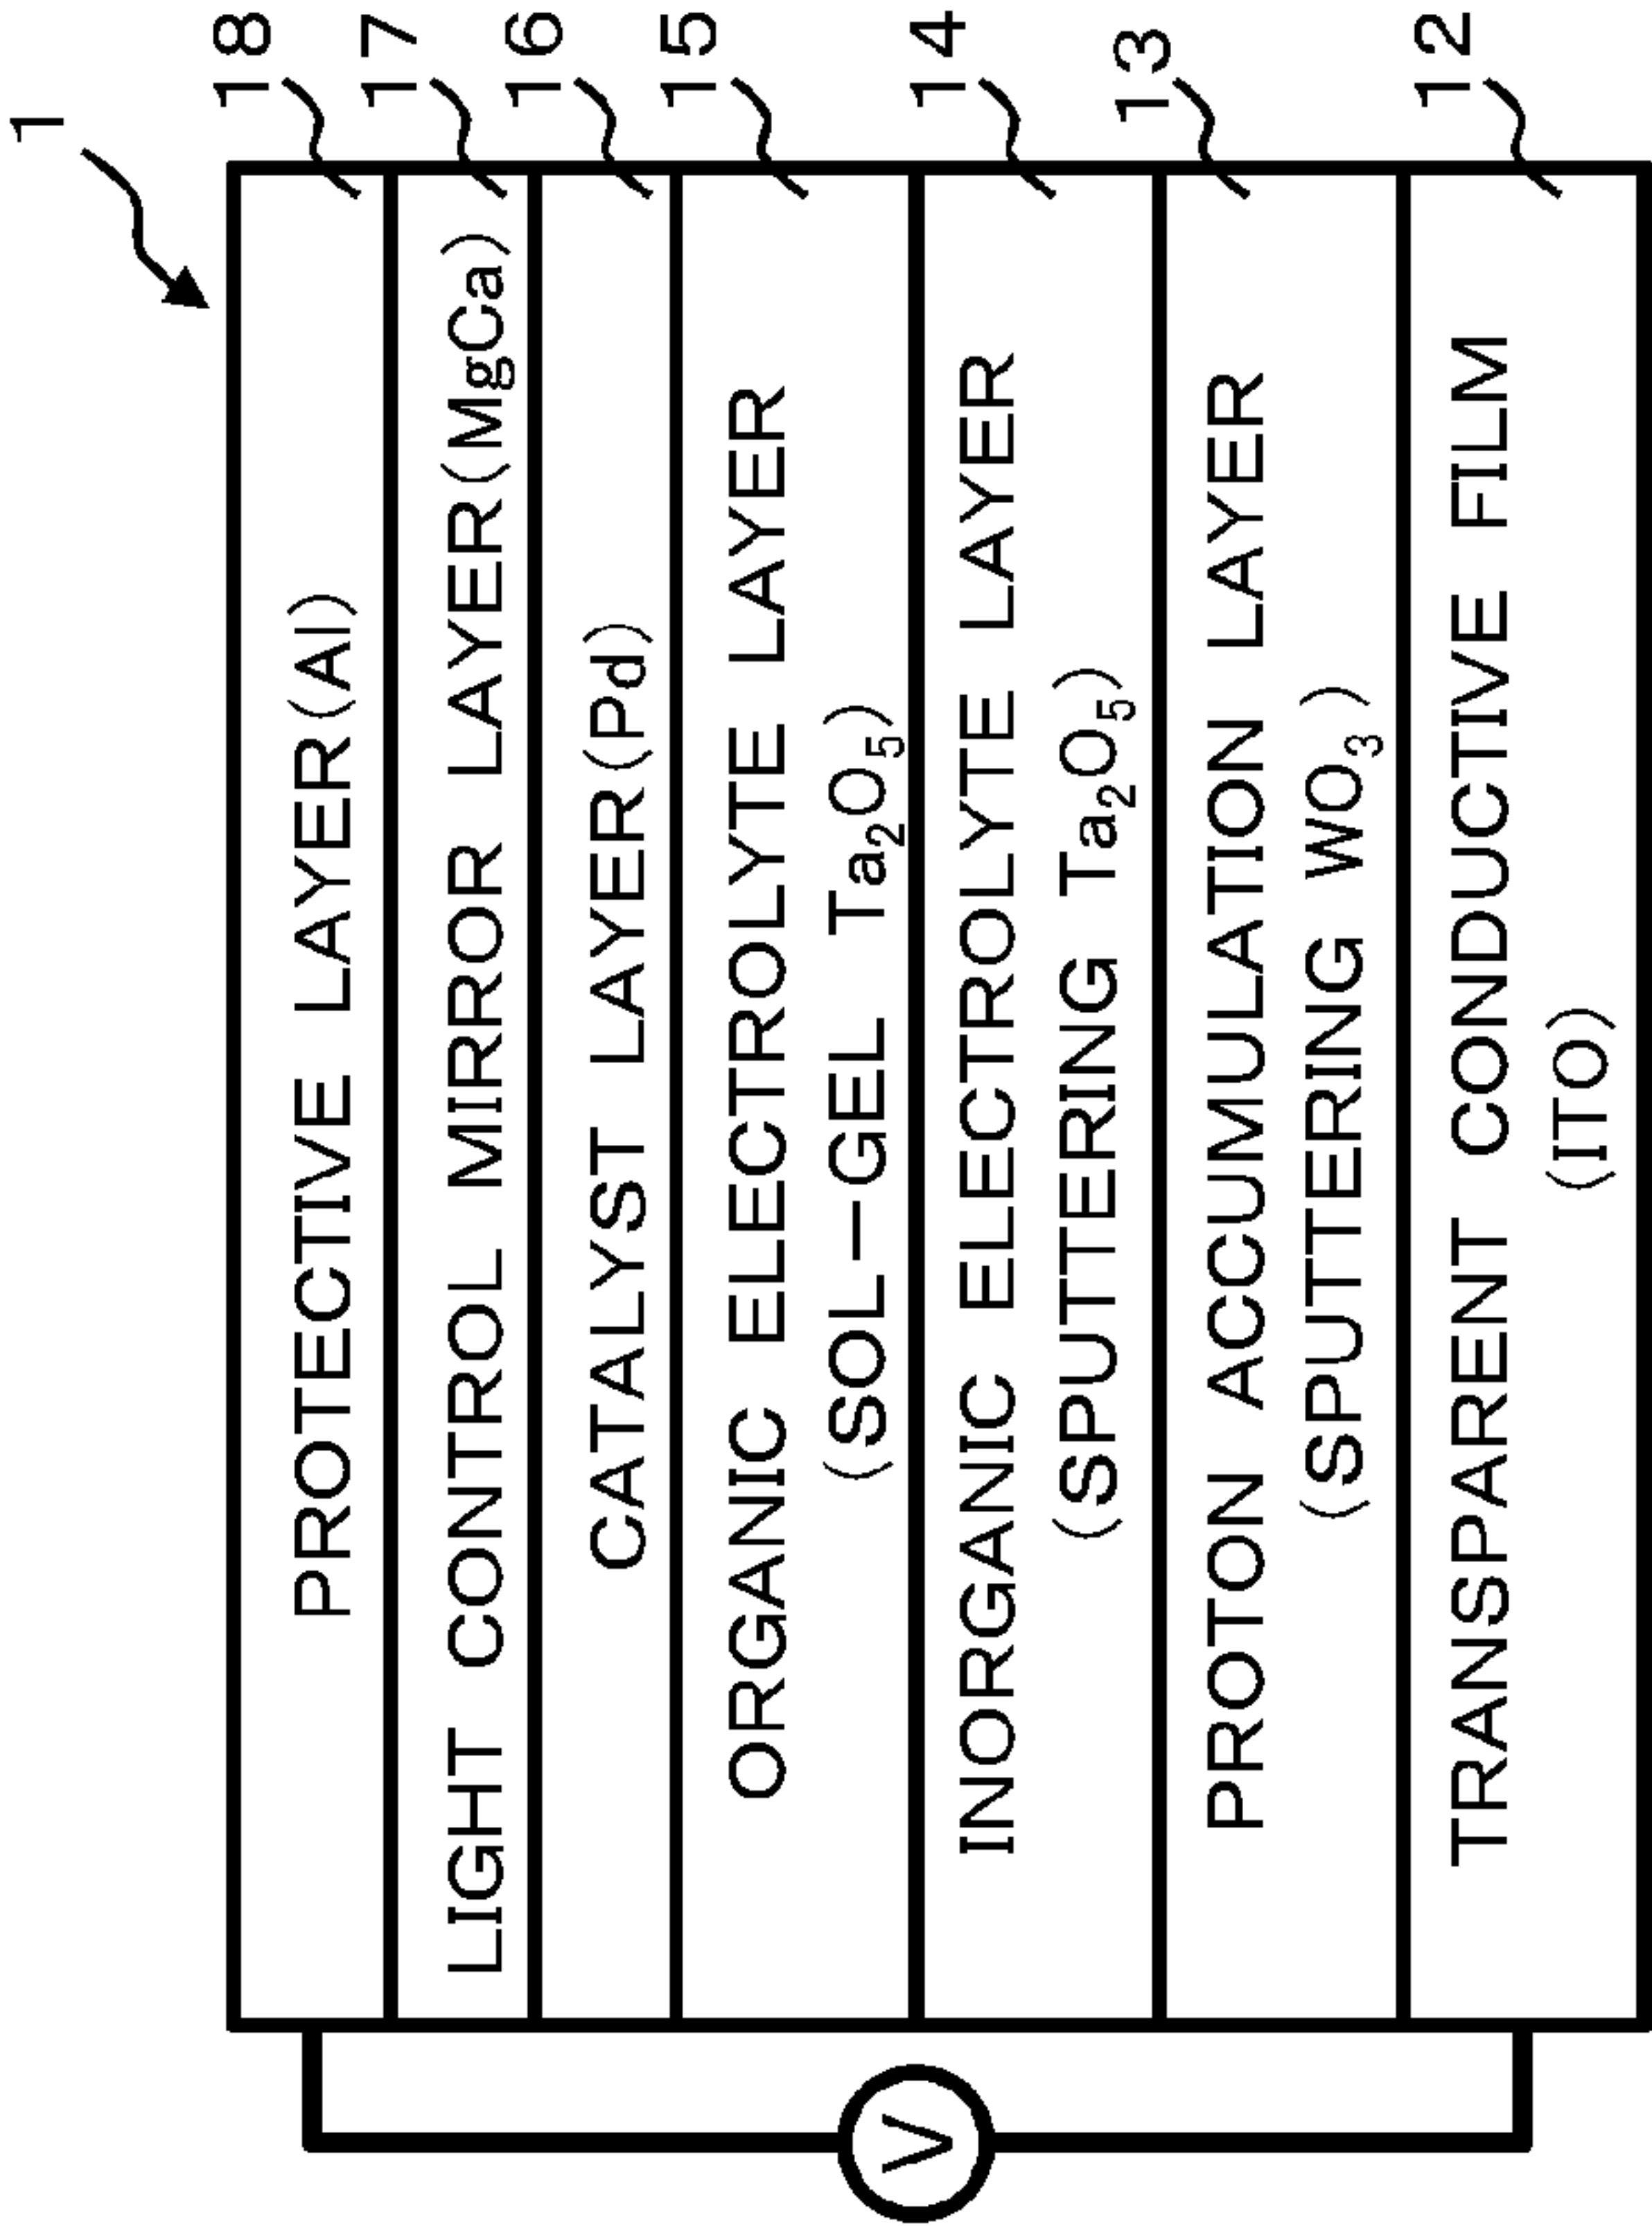 1
PROTECTIVE LAYER(Al)
18
LIGHT CONTROL MIRROR LAYER(MgCa)
17
CATALYST LAYER(Pd)
16
ORGANIC ELECTROLYTE LAYER
(SOL-GEL Ta₂O₅)
15
INORGANIC ELECTROLYTE LAYER
(SPUTTERING Ta₂O₅)
14
PROTON ACCUMULATION LAYER
(SPUTTERING WO₃)
13
TRANSPARENT CONDUCTIVE FILM
(ITO)
12
V